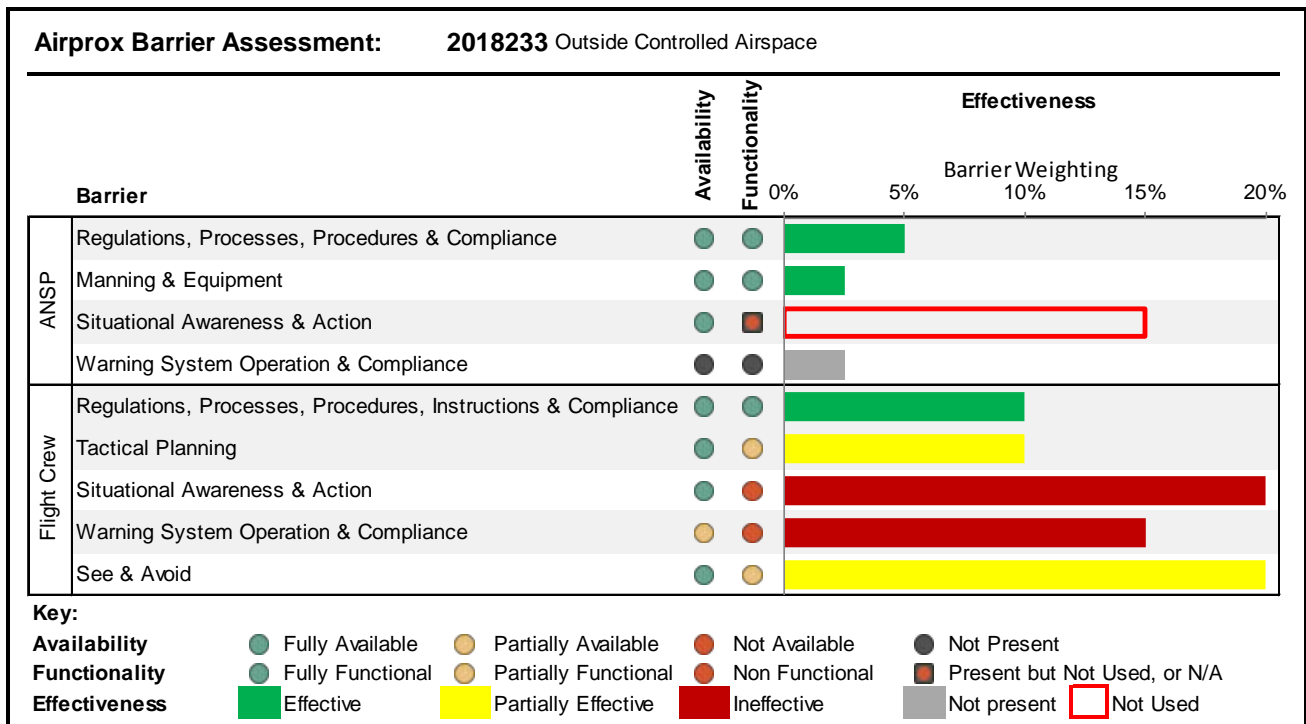 Airprox Barrier Assessment: 2018233 Outside Controlled Airspace
Availability
Functionality
Effectiveness
Barrier Weighting
Barrier
0% 5% 10% 15% 20%
ANSP
Regulations, Processes, Procedures & Compliance
Manning & Equipment
Situational Awareness & Action
Warning System Operation & Compliance
Flight Crew
Regulations, Processes, Procedures, Instructions & Compliance
Tactical Planning
Situational Awareness & Action
Warning System Operation & Compliance
See & Avoid
Key:
Availability Fully Available Partially Available Not Available Not Present
Functionality Fully Functional Partially Functional Non Functional Present but Not Used, or N/A
Effectiveness Effective Partially Effective Ineffective Not present Not Used